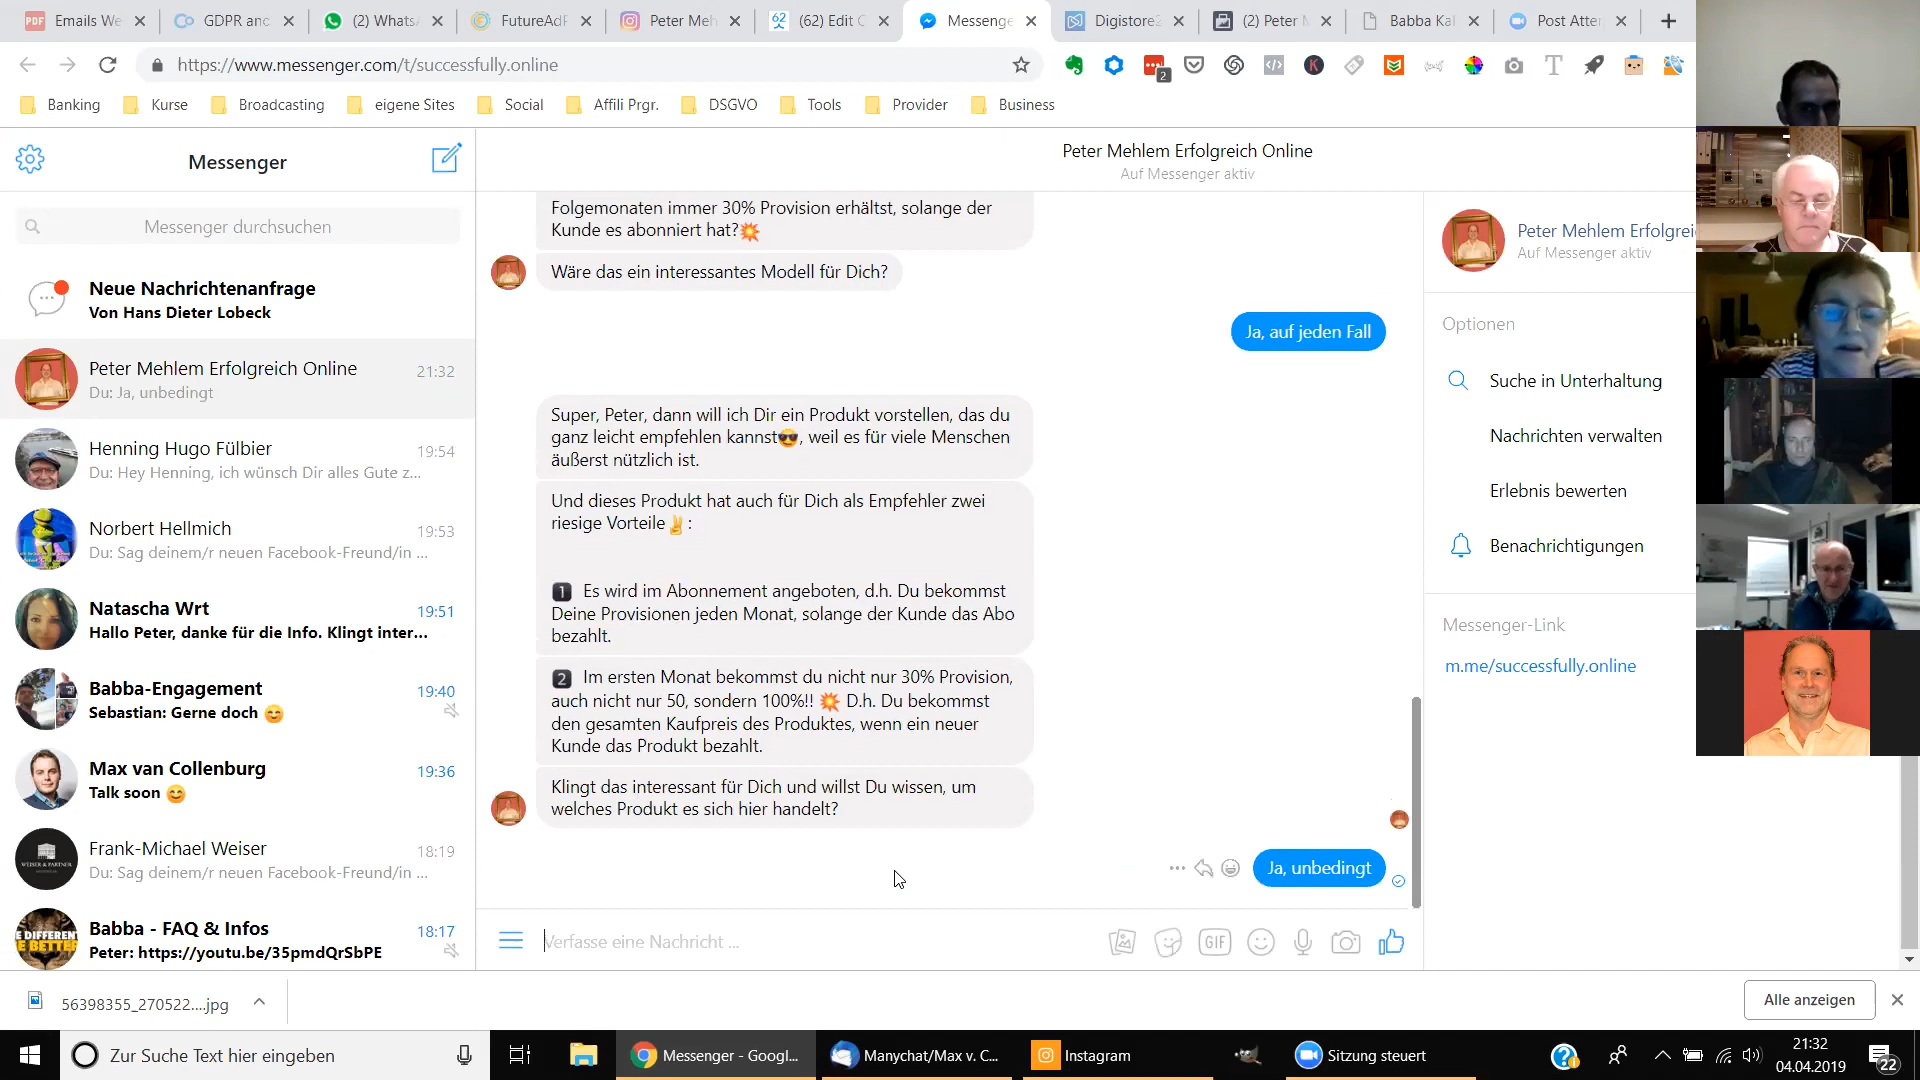 Emails We
GDPR and
(2) Whats
FutureAdP
Peter Meh
(62) Edit C
Messenge
Digistore2
(2) Peter M
Babba Kal
Post Atter
https://www.messenger.com/t/successfully.online
2
Banking
Kurse
Broadcasting
eigene Sites
Social
Affili Prgr.
DSGVO
Tools
Provider
Business
Messenger
Messenger durchsuchen
Neue Nachrichtenanfrage
Von Hans Dieter Lobeck
Peter Mehlem Erfolgreich Online
21:32
Du: Ja, unbedingt
Henning Hugo Fülbier
19:54
Du: Hey Henning, ich wünsch Dir alles Gute z...
Norbert Hellmich
19:53
Du: Sag deinem/r neuen Facebook-Freund/in ...
Natascha Wrt
19:51
Hallo Peter, danke für die Info. Klingt inter...
Babba-Engagement
19:40
Sebastian: Gerne doch 😊
Max van Collenburg
19:36
Talk soon 😊
Frank-Michael Weiser
18:19
Du: Sag deinem/r neuen Facebook-Freund/in ...
Babba - FAQ & Infos
18:17
Peter: https://youtu.be/35pmdQrSbPE
Peter Mehlem Erfolgreich Online
Auf Messenger aktiv
Folgemonaten immer 30% Provision erhältst, solange der
Kunde es abonniert hat?💥
Wäre das ein interessantes Modell für Dich?
Ja, auf jeden Fall
Super, Peter, dann will ich Dir ein Produkt vorstellen, das du
ganz leicht empfehlen kannst😎, weil es für viele Menschen
äußerst nützlich ist.
Und dieses Produkt hat auch für Dich als Empfehler zwei
riesige Vorteile✌:
1 Es wird im Abonnement angeboten, d.h. Du bekommst
Deine Provisionen jeden Monat, solange der Kunde das Abo
bezahlt.
2 Im ersten Monat bekommst du nicht nur 30% Provision,
auch nicht nur 50, sondern 100%!! 💥 D.h. Du bekommst
den gesamten Kaufpreis des Produktes, wenn ein neuer
Kunde das Produkt bezahlt.
Klingt das interessant für Dich und willst Du wissen, um
welches Produkt es sich hier handelt?
Ja, unbedingt
Verfasse eine Nachricht ...
GIF
Peter Mehlem Erfolgrei
Auf Messenger aktiv
Optionen
Suche in Unterhaltung
Nachrichten verwalten
Erlebnis bewerten
Benachrichtigungen
Messenger-Link
m.me/successfully.online
56398355_270522....jpg
Alle anzeigen
Zur Suche Text hier eingeben
Messenger - Googl...
Manychat/Max v. C...
Instagram
Sitzung steuert
21:32
04.04.2019
22